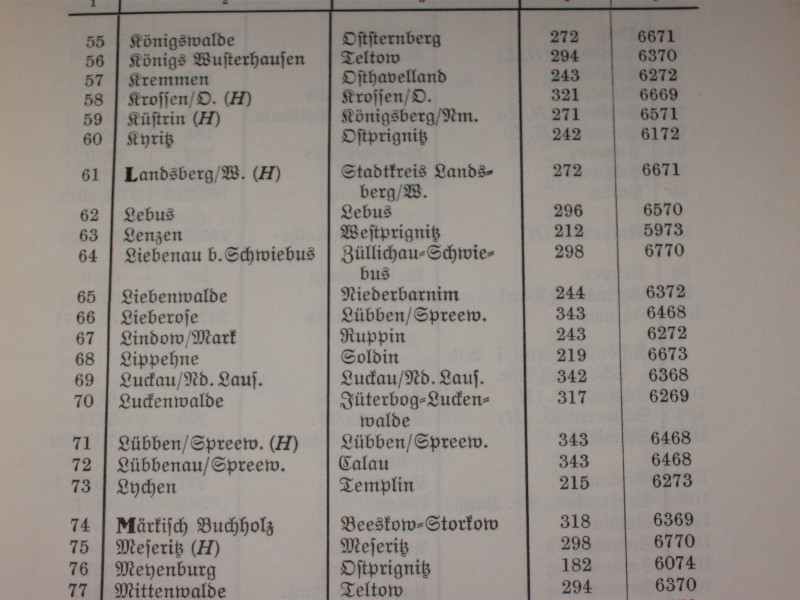 1 2 3 4 5
55 Königswalde Oststernberg 272 6671
56 Königs Wusterhausen Teltow 294 6370
57 Kremmen Osthavelland 243 6272
58 Krossen/O. (H) Krossen/O. 321 6669
59 Küstrin (H) Königsberg/Nm. 271 6571
60 Kyritz Ostprignitz 242 6172
61 Landsberg/W. (H) Stadtkreis Lands- 272 6671
berg/W.
62 Lebus Lebus 296 6570
63 Lenzen Westprignitz 212 5973
64 Liebenau b. Schwiebus Züllichau-Schwie- 298 6770
bus
65 Liebenwalde Niederbarnim 244 6372
66 Lieberose Lübben/Spreew. 343 6468
67 Lindow/Mark Ruppin 243 6272
68 Lippehne Soldin 219 6673
69 Luckau/Nd. Laus. Luckau/Nd. Laus. 342 6368
70 Luckenwalde Jüterbog-Lucken- 317 6269
walde
71 Lübben/Spreew. (H) Lübben/Spreew. 343 6468
72 Lübbenau/Spreew. Calau 343 6468
73 Lychen Templin 215 6273
74 Märkisch Buchholz Beeskow-Storkow 318 6369
75 Meseritz (H) Meseritz 298 6770
76 Meyenburg Ostprignitz 182 6074
77 Mittenwalde Teltow 294 6370